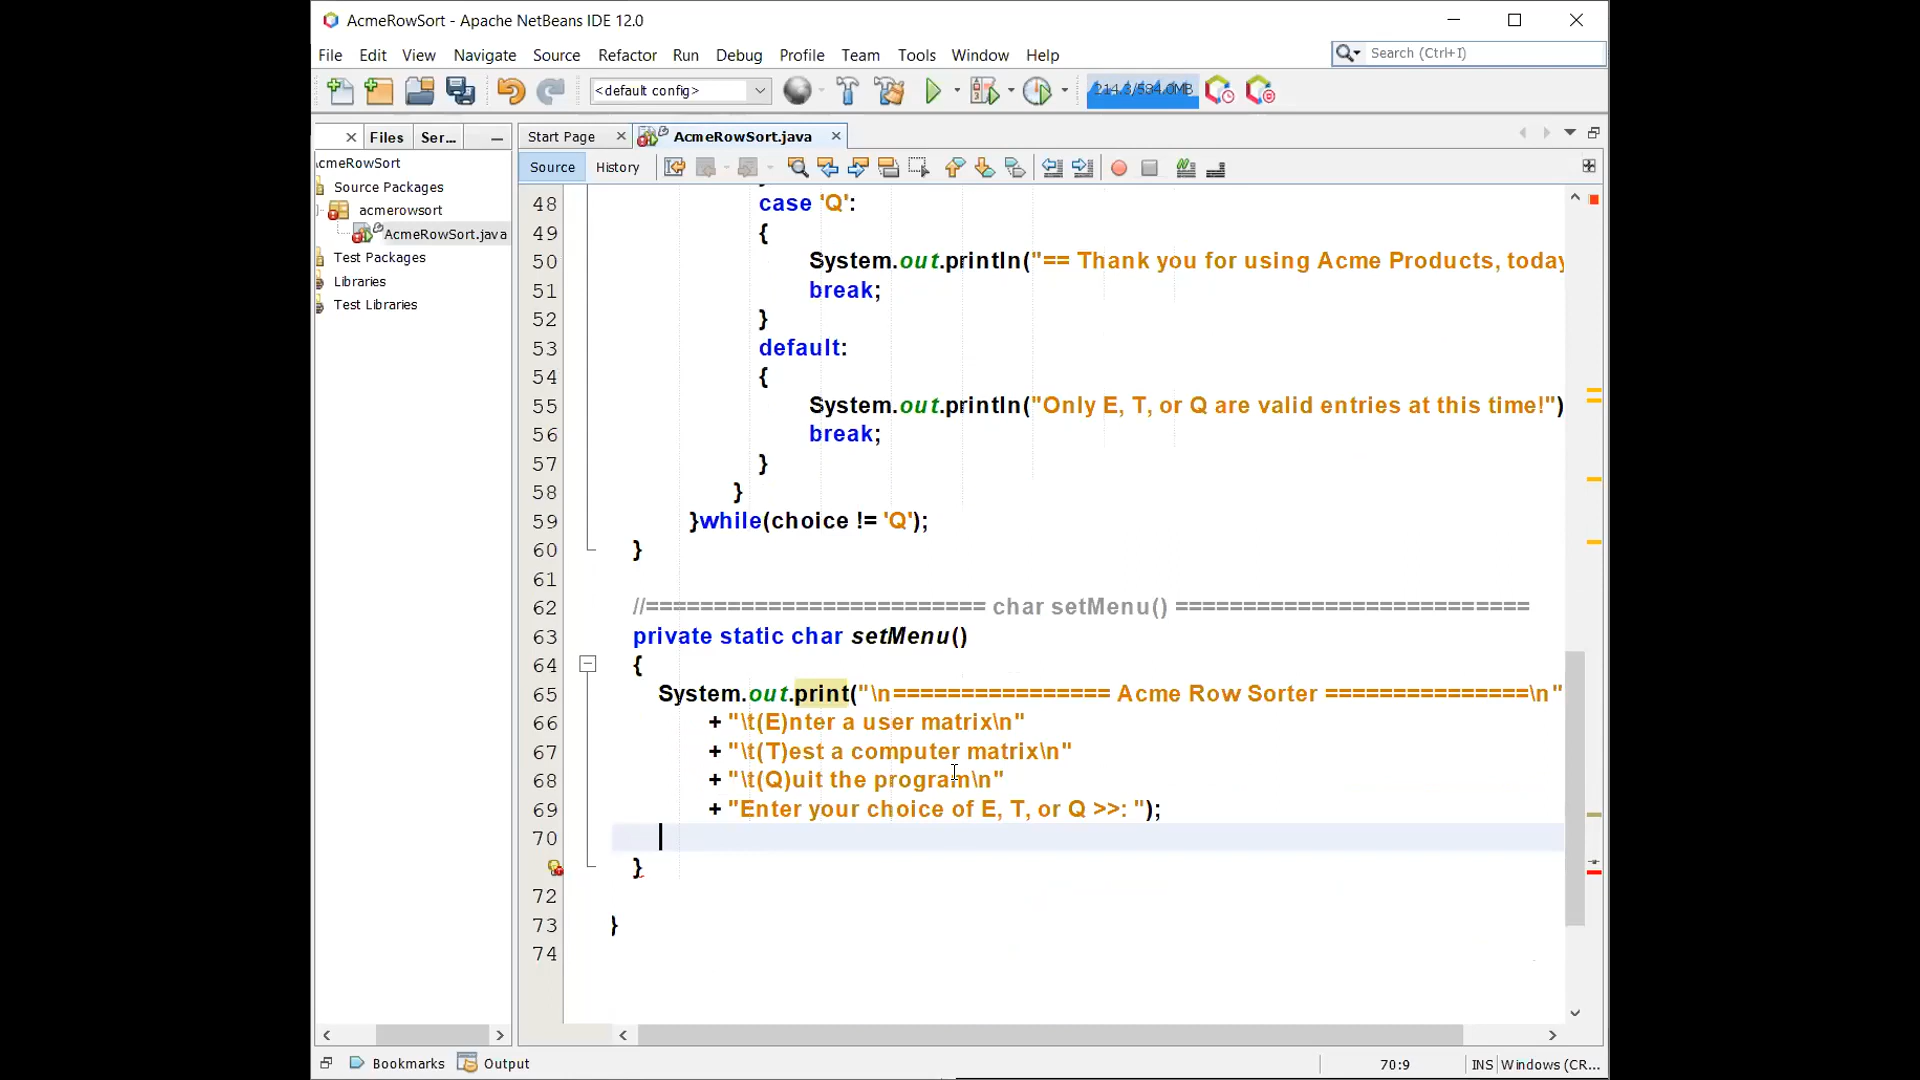 AcmeRowSort - Apache NetBeans IDE 12.0
File Edit View Navigate Source Refactor Run Debug Profile Team Tools Window Help
Search (Ctrl+I)
<default config>
214.3/584.0MB
Files Ser...
Start Page AcmeRowSort.java
Source History
cmeRowSort
Source Packages
acmerowsort
AcmeRowSort.java
Test Packages
Libraries
Test Libraries
48 case 'Q':
49 {
50 System.out.println("== Thank you for using Acme Products, today
51 break;
52 }
53 default:
54 {
55 System.out.println("Only E, T, or Q are valid entries at this time!")
56 break;
57 }
58 }
59 }while(choice != 'Q');
60 }
61
62 //========================= char setMenu() ==========================
63 private static char setMenu()
64 {
65 System.out.print("\n================ Acme Row Sorter ===============\n"
66 + "\t(E)nter a user matrix\n"
67 + "\t(T)est a computer matrix\n"
68 + "\t(Q)uit the program\n"
69 + "Enter your choice of E, T, or Q >>: ");
70
}
72
73 }
74
Bookmarks Output
70:9 INS Windows (CR...